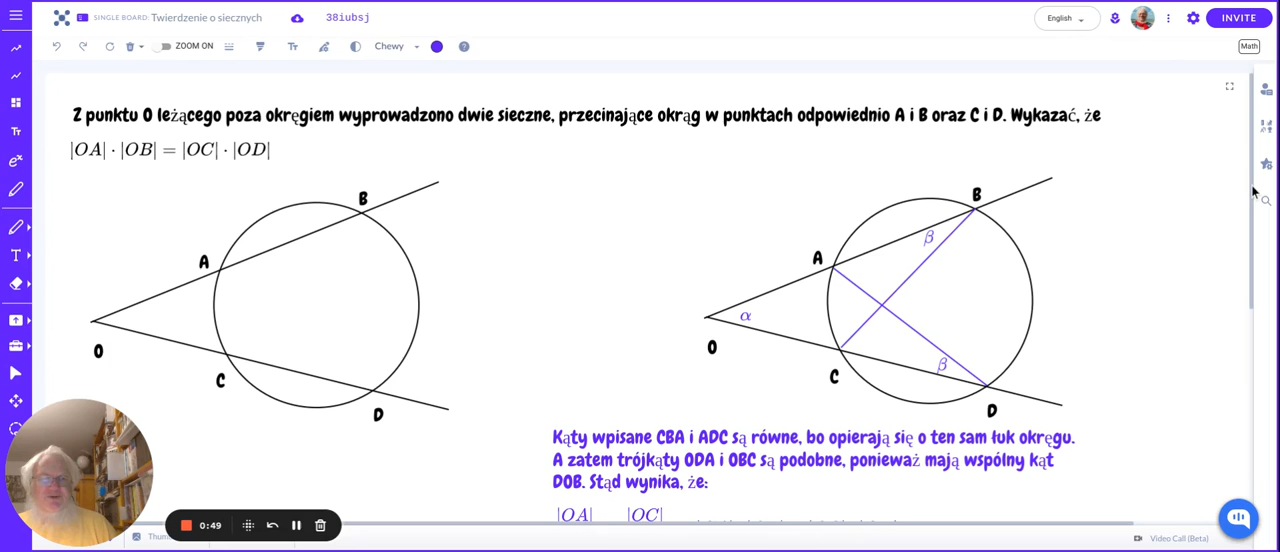 SINGLE BOARD: Twierdzenie o siecznych
38iubsj
English
INVITE
ZOOM ON
Tт
Chewy
?
Math
Z punktu O leżącego poza okręgiem wyprowadzono dwie sieczne, przecinające okrąg w punktach odpowiednio A i B oraz C i D. Wykazać, że
|OA| · |OB| = |OC| · |OD|
B
A
O
C
D
B
β
A
α
O
C
β
D
Kąty wpisane CBA i ADC są równe, bo opierają się o ten sam łuk okręgu.
A zatem trójkąty ODA i OBC są podobne, ponieważ mają wspólny kąt
DOB. Stąd wynika, że:
|OA| |OC|
0:49
Video Call (Beta)